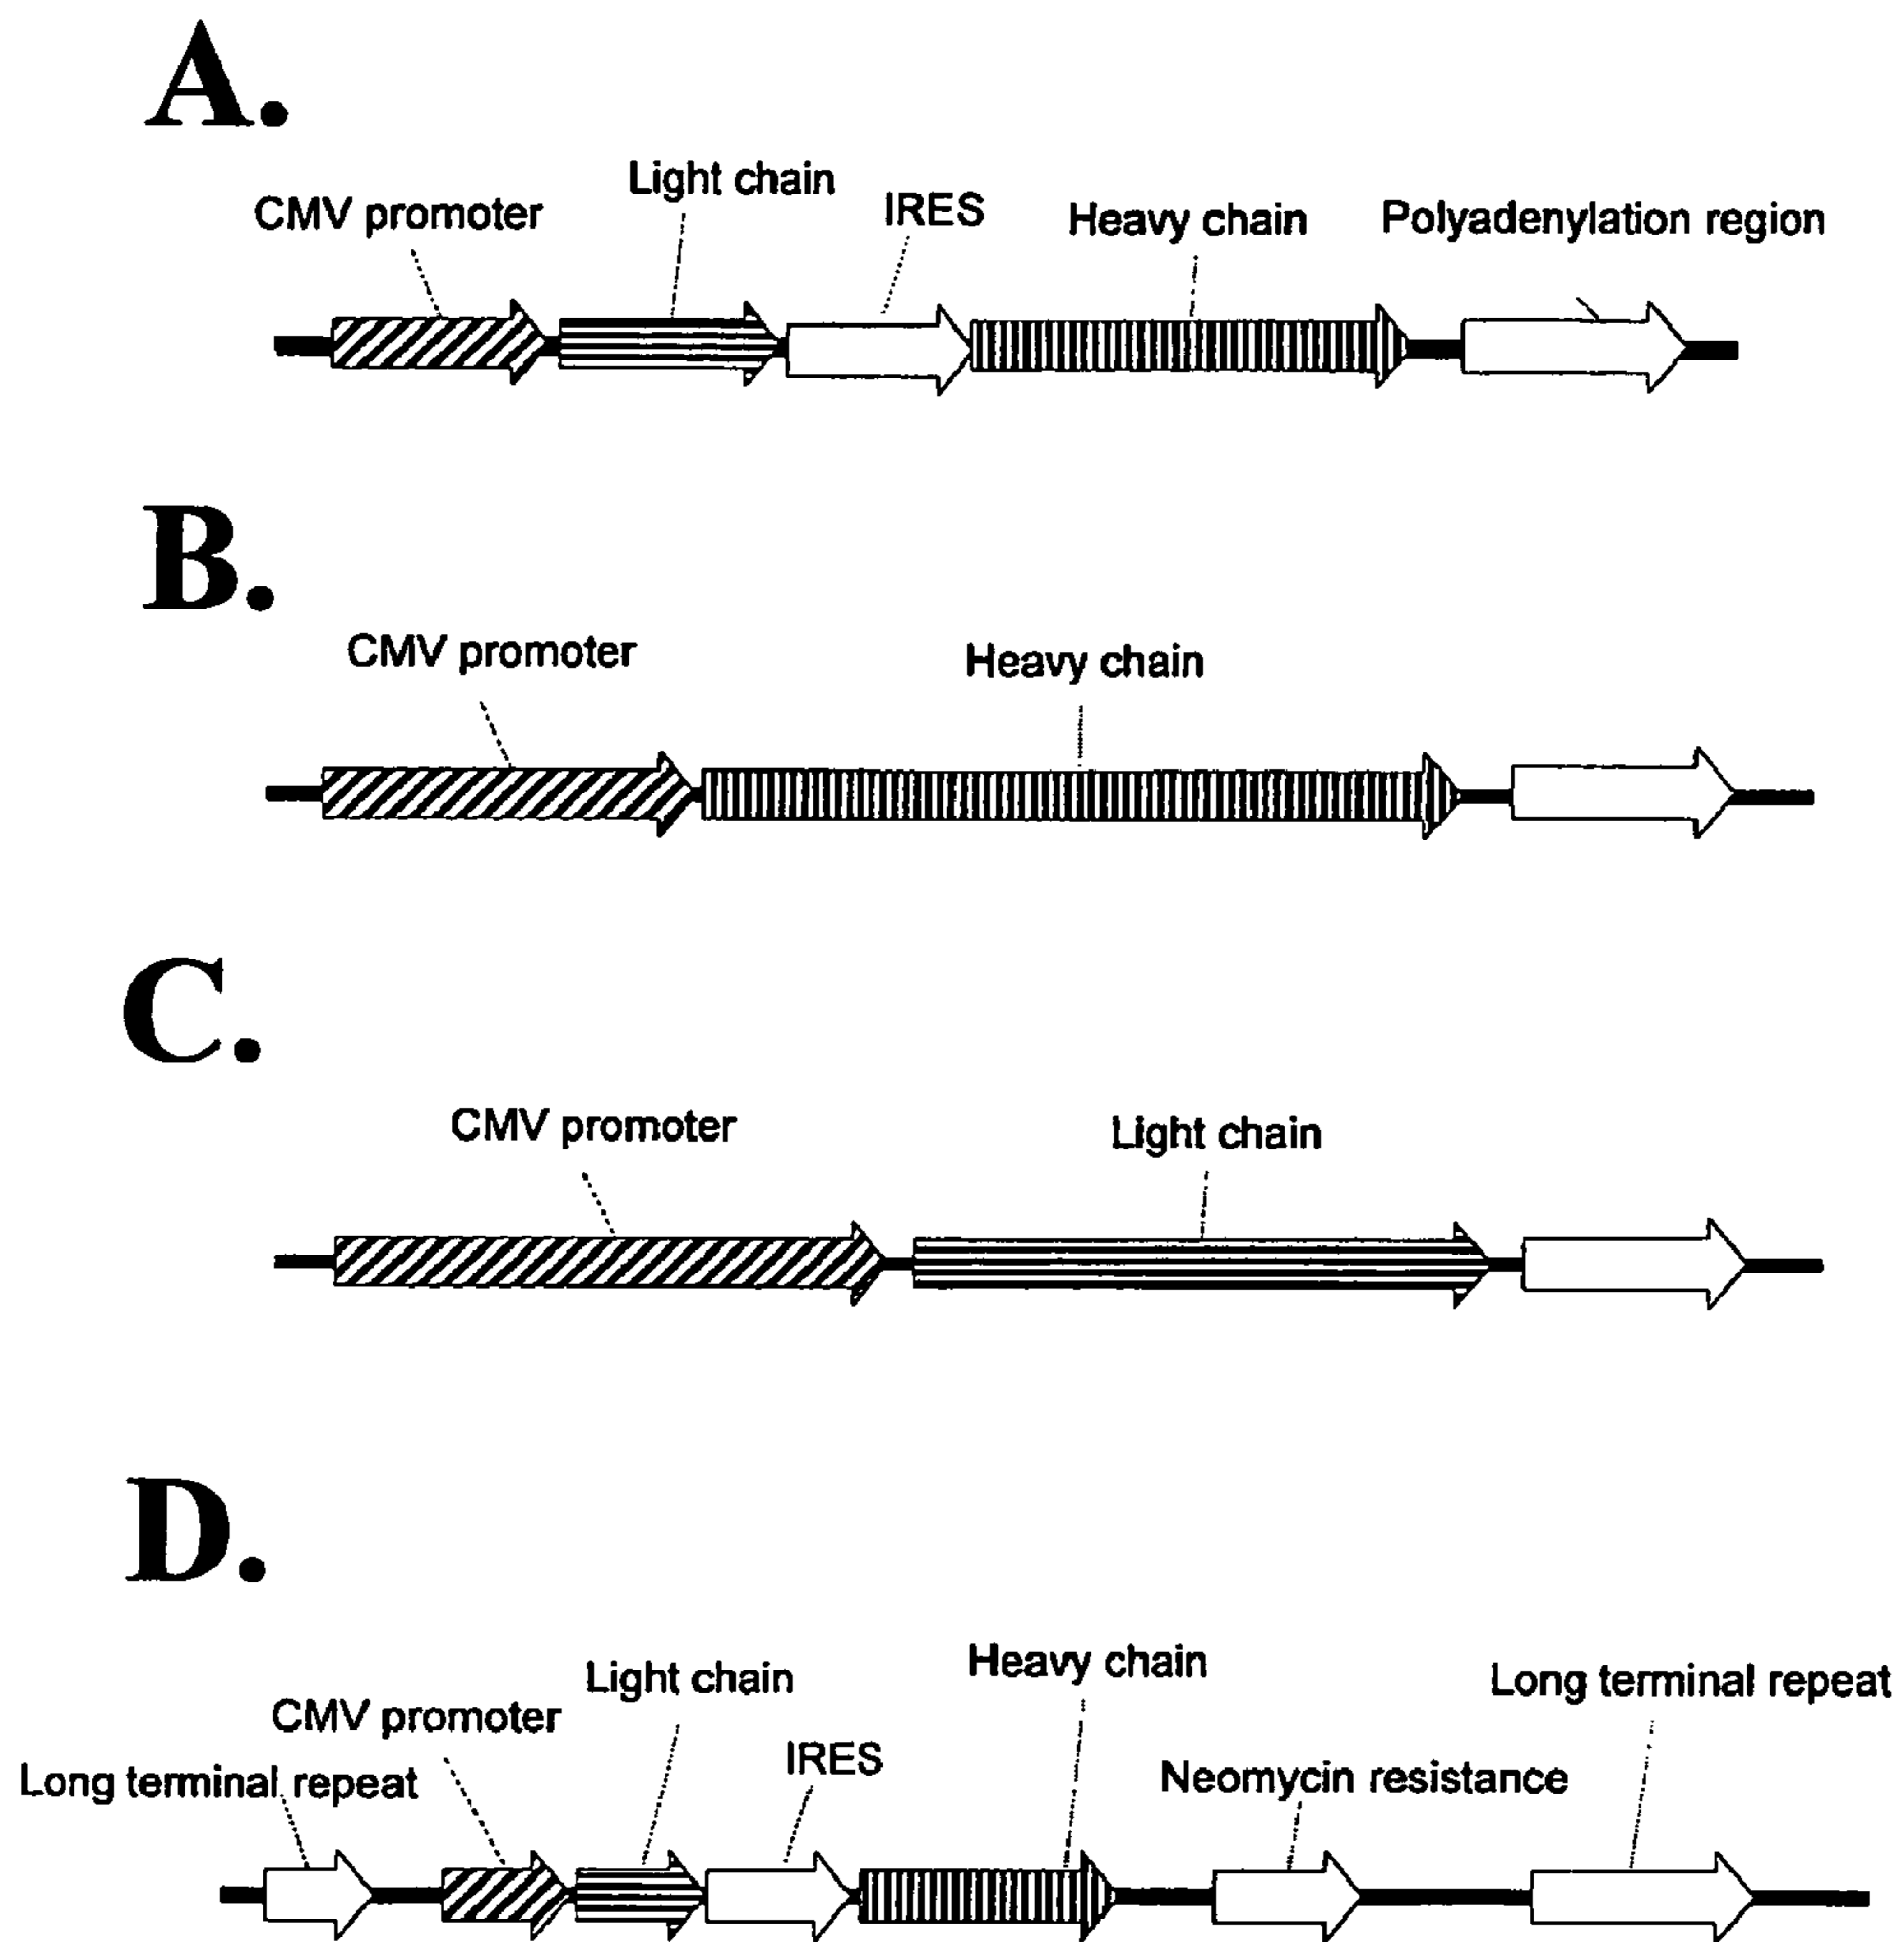 A.
CMV promoter
Light chain
IRES
Heavy chain
Polyadenylation region
B.
CMV promoter
Heavy chain
C.
CMV promoter
Light chain
D.
Long terminal repeat
CMV promoter
Light chain
IRES
Heavy chain
Neomycin resistance
Long terminal repeat